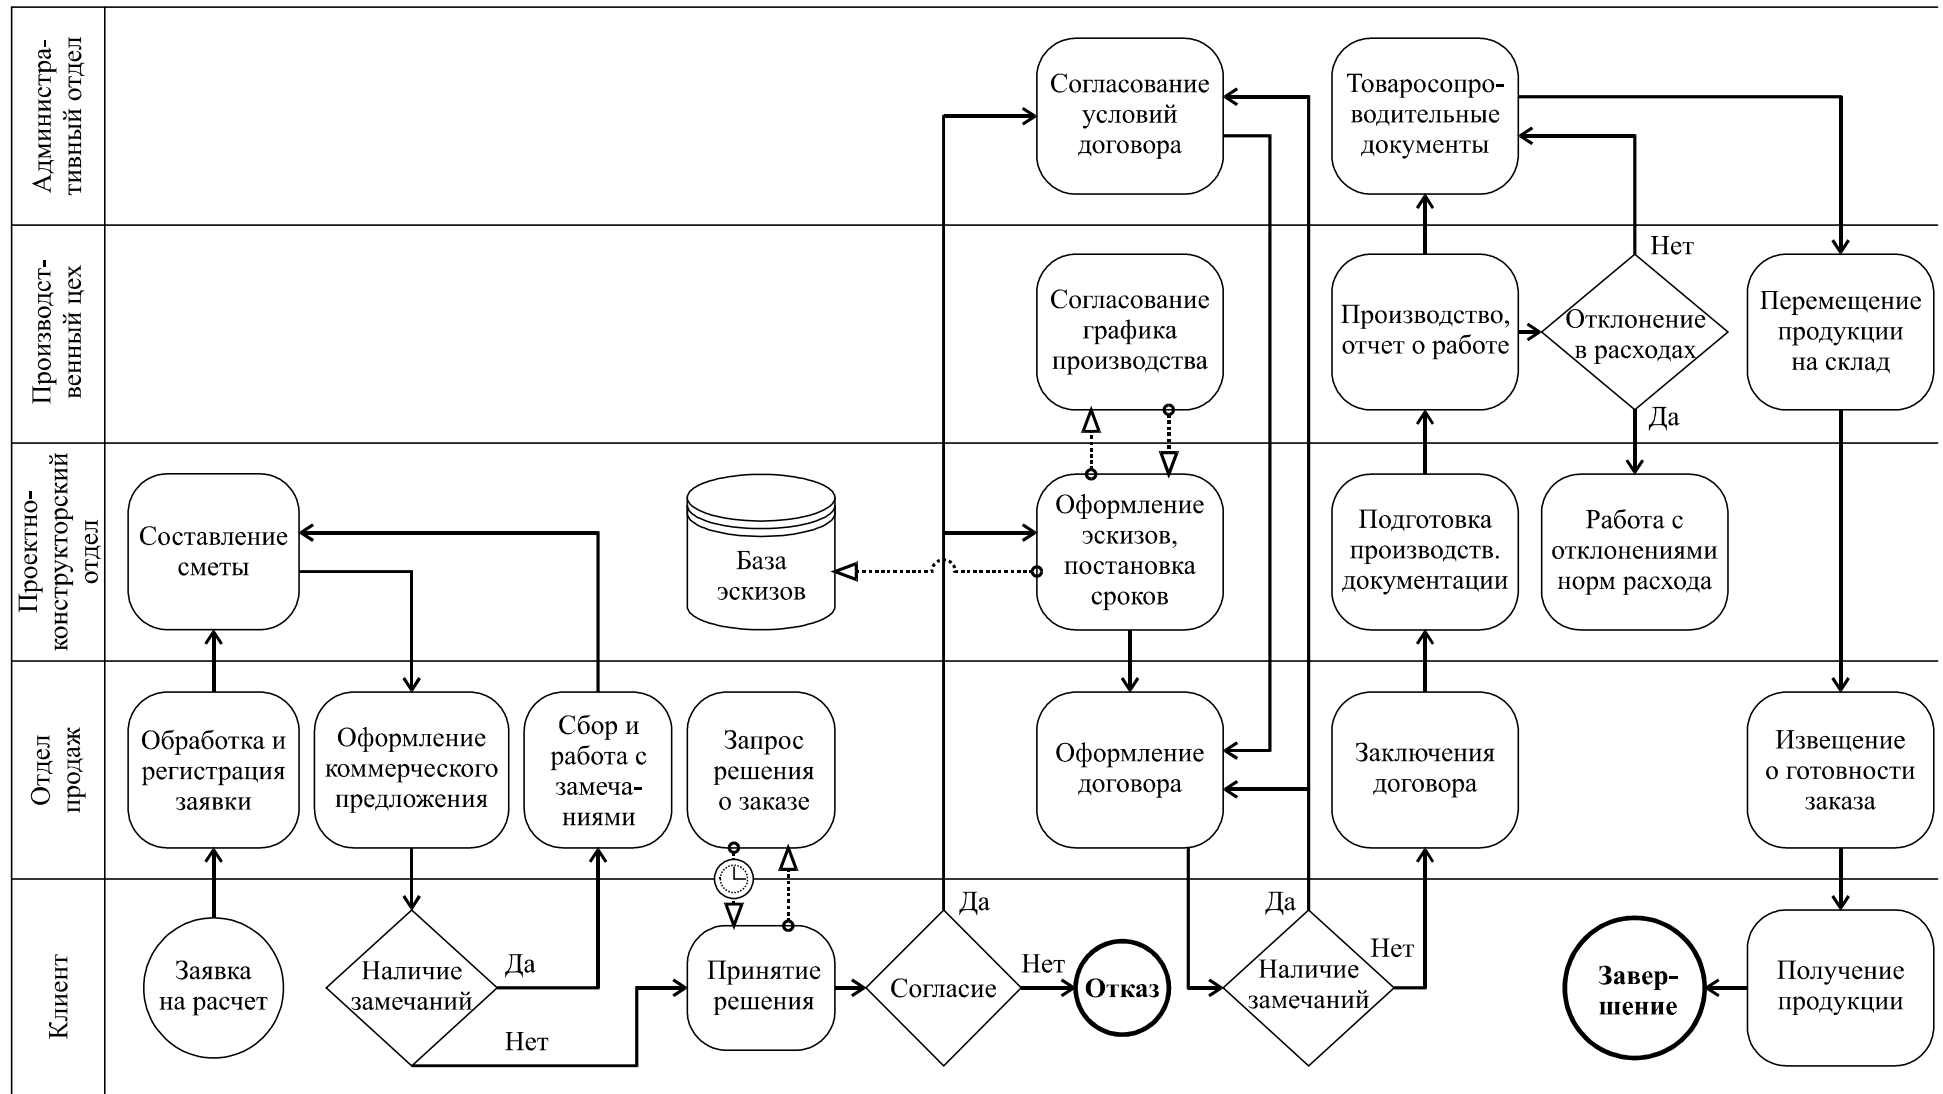 Администра-
тивный отдел
Согласование
условий
договора
Товаросопро-
водительные
документы
Производст-
венный цех
Согласование
графика
производства
Производство,
отчет о работе
Нет
Отклонение
в расходах
Да
Перемещение
продукции
на склад
Проектно-
конструкторский
отдел
Составление
сметы
База
эскизов
Оформление
эскизов,
постановка
сроков
Подготовка
производств.
документации
Работа с
отклонениями
норм расхода
Отдел
продаж
Обработка и
регистрация
заявки
Оформление
коммерческого
предложения
Сбор и
работа с
замеча-
ниями
Запрос
решения
о заказе
Оформление
договора
Заключения
договора
Извещение
о готовности
заказа
Клиент
Заявка
на расчет
Наличие
замечаний
Да
Нет
Принятие
решения
Да
Согласие
Нет
Отказ
Да
Наличие
замечаний
Нет
Завер-
шение
Получение
продукции